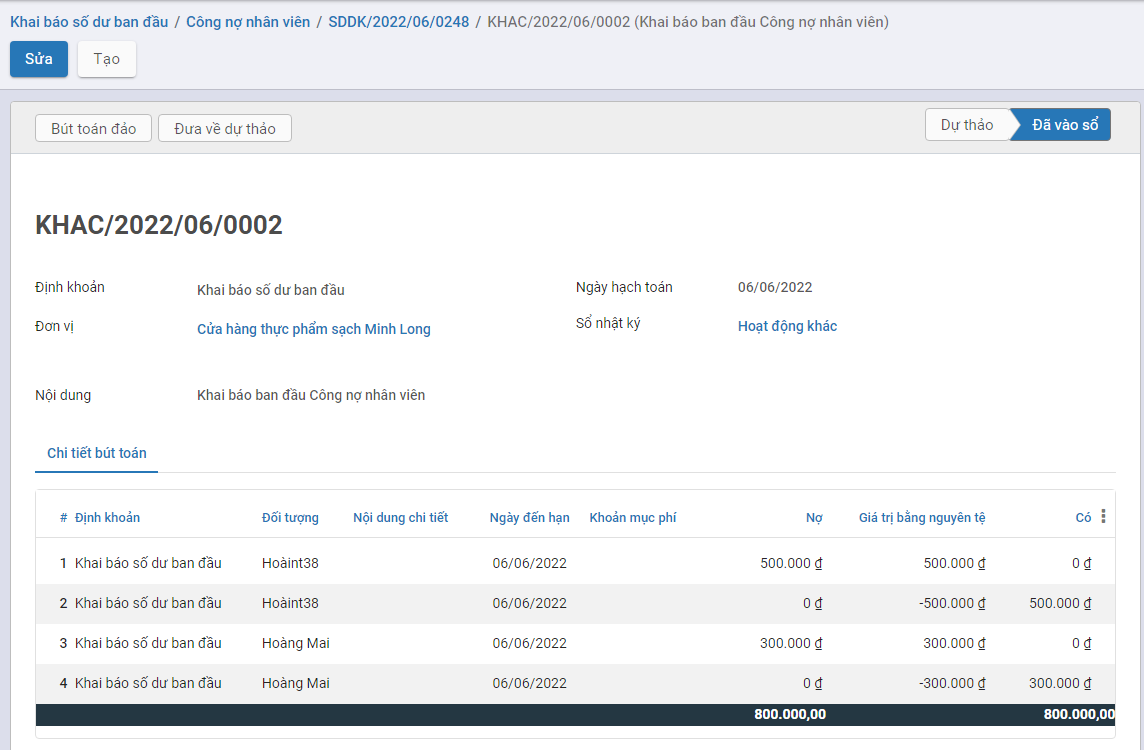 Khai báo số dư ban đầu / Công nợ nhân viên / SDDK/2022/06/0248 / KHAC/2022/06/0002 (Khai báo ban đầu Công nợ nhân viên)
Sửa Tạo
Bút toán đảo Đưa về dự thảo Dự thảo Đã vào sổ
KHAC/2022/06/0002
Định khoản Khai báo số dư ban đầu Ngày hạch toán 06/06/2022
Đơn vị Cửa hàng thực phẩm sạch Minh Long Sổ nhật ký Hoạt động khác
Nội dung Khai báo ban đầu Công nợ nhân viên
Chi tiết bút toán
# Định khoản Đối tượng Nội dung chi tiết Ngày đến hạn Khoản mục phí Nợ Giá trị bằng nguyên tệ Có
1 Khai báo số dư ban đầu Hoàint38 06/06/2022 500.000 ₫ 500.000 ₫ 0 ₫
2 Khai báo số dư ban đầu Hoàint38 06/06/2022 0 ₫ -500.000 ₫ 500.000 ₫
3 Khai báo số dư ban đầu Hoàng Mai 06/06/2022 300.000 ₫ 300.000 ₫ 0 ₫
4 Khai báo số dư ban đầu Hoàng Mai 06/06/2022 0 ₫ -300.000 ₫ 300.000 ₫
800.000,00 800.000,00